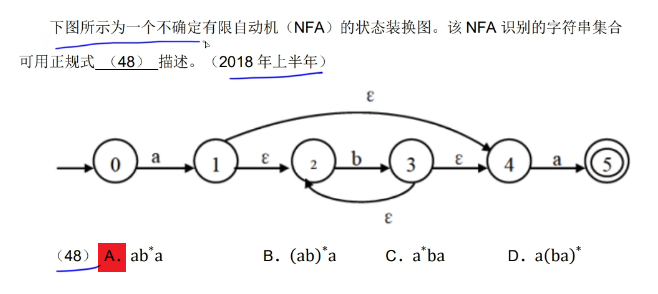 下图所示为一个不确定有限自动机（NFA）的状态装换图。该 NFA 识别的字符串集合
可用正规式 （48） 描述。（2018 年上半年）
ε
0 a 1 ε 2 b 3 ε 4 a 5
ε
（48） A. ab*a B. (ab)*a C. a*ba D. a(ba)*